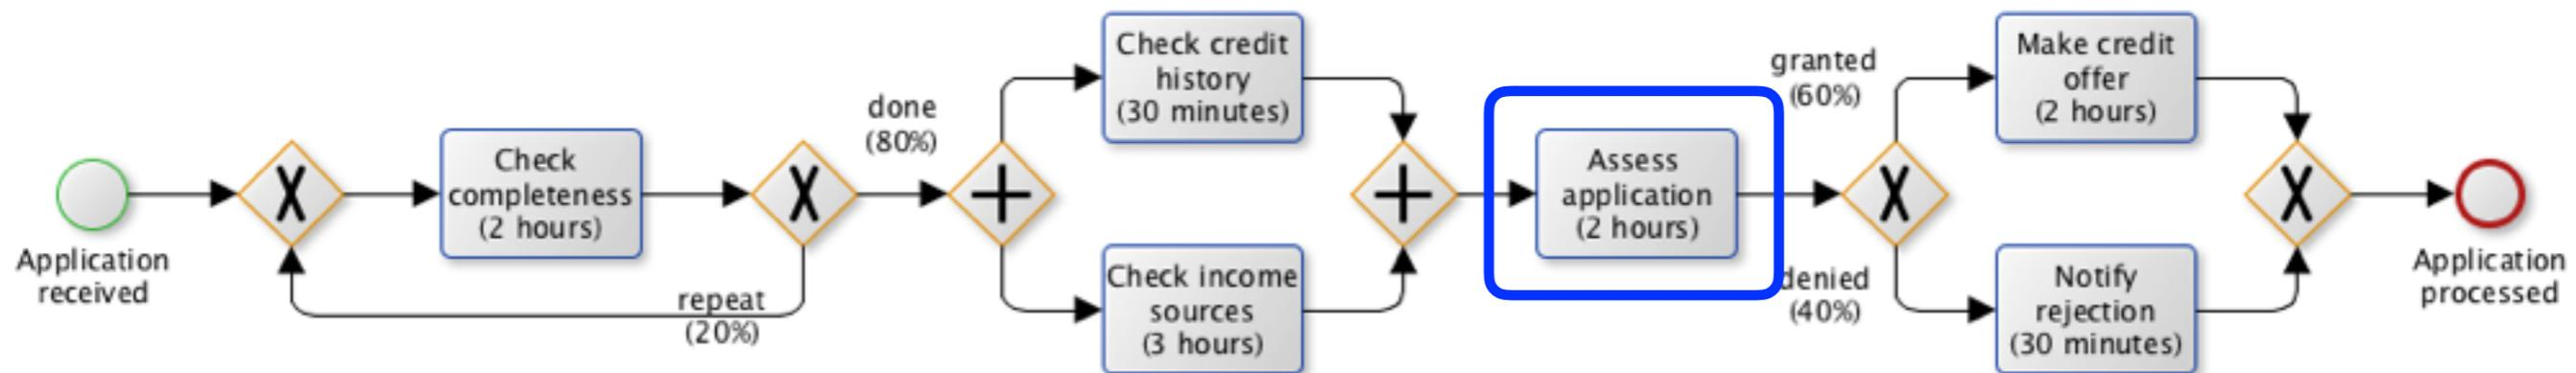 Application
received
Check
completeness
(2 hours)
repeat
(20%)
done
(80%)
Check credit
history
(30 minutes)
Check income
sources
(3 hours)
Assess
application
(2 hours)
granted
(60%)
denied
(40%)
Make credit
offer
(2 hours)
Notify
rejection
(30 minutes)
Application
processed